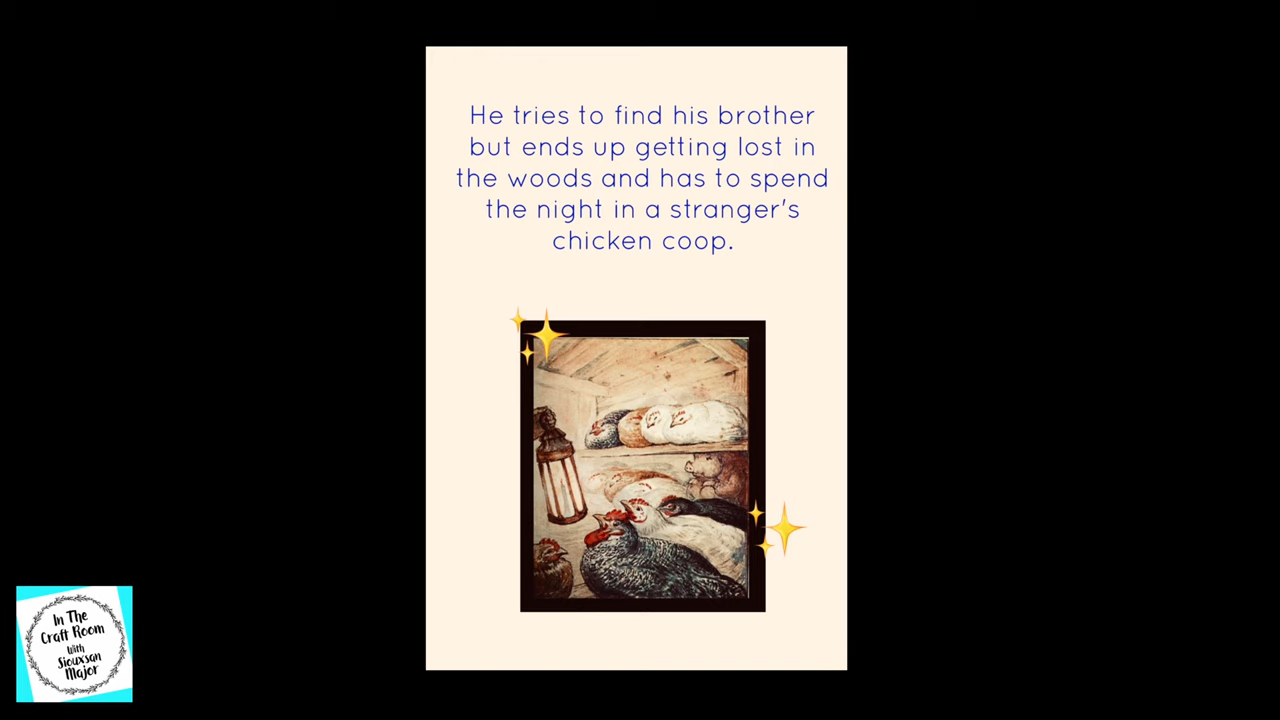 He tries to find his brother
but ends up getting lost in
the woods and has to spend
the night in a stranger's
chicken coop.
In The
Craft Room
With
Siouxsan
Major